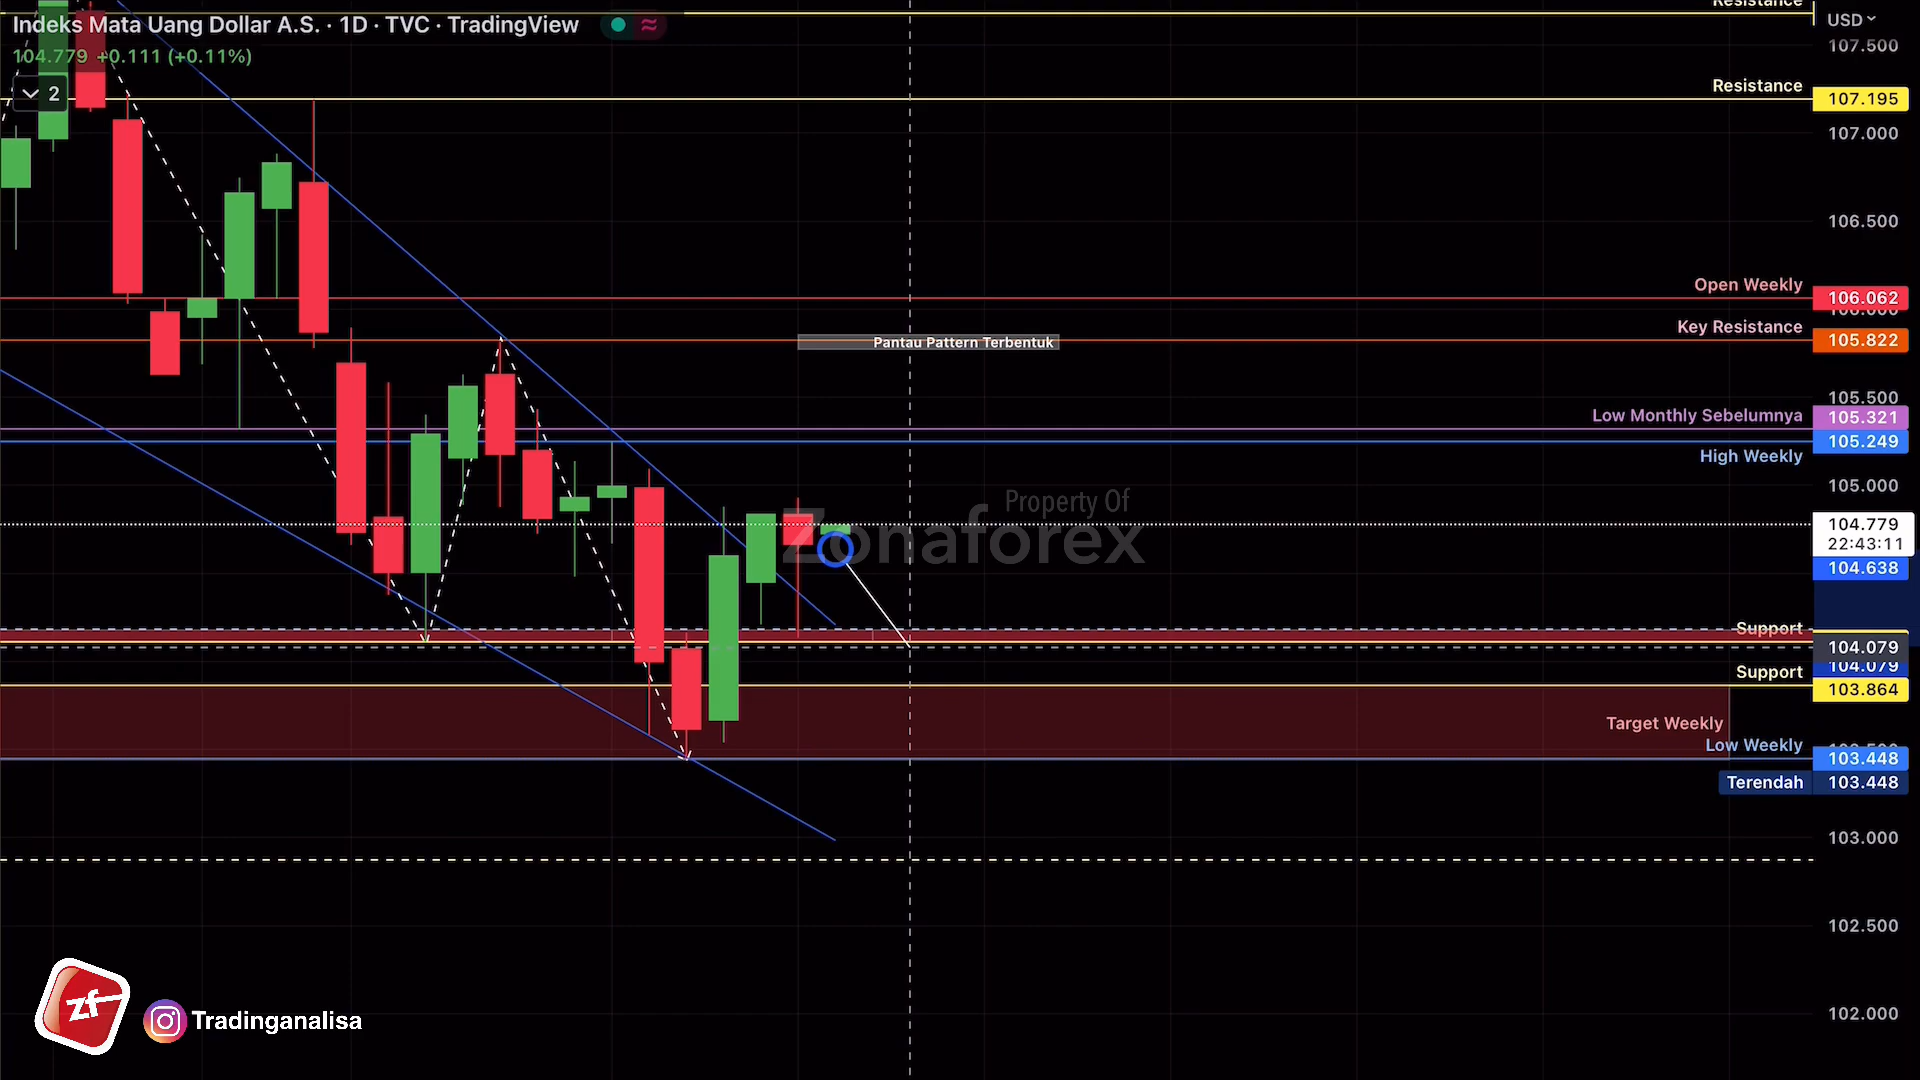 Resistance
Indeks Mata Uang Dollar A.S. · 1D · TVC · TradingView
USD
107.500
104.779 +0.111 (+0.11%)
2
Resistance
107.195
107.000
106.500
Open Weekly
106.062
106.000
Key Resistance
105.822
Pantau Pattern Terbentuk
105.500
Low Monthly Sebelumnya
105.321
105.249
High Weekly
105.000
Property Of
Zonaforex
104.779
22:43:11
104.638
Support
104.079
104.079
Support
103.864
Target Weekly
Low Weekly
103.448
Terendah
103.448
103.000
102.500
zf
Tradinganalisa
102.000